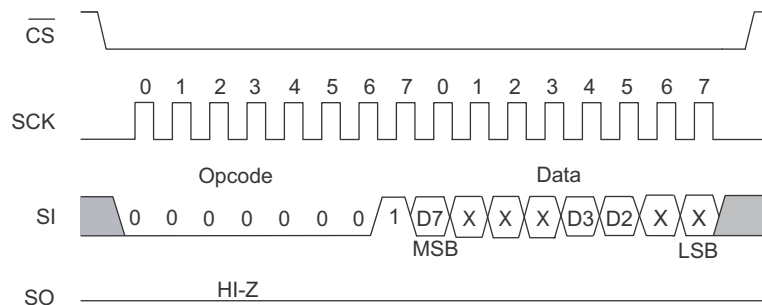 CS
0 1 2 3 4 5 6 7 0 1 2 3 4 5 6 7
SCK
Opcode Data
SI 0 0 0 0 0 0 0 1 D7 X X X D3 D2 X X
MSB LSB
HI-Z
SO